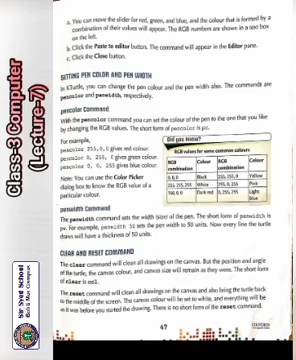 Class-3 Computer
(Lecture-7)
Sir Syed School
a. You can move the slider for red, green, and blue, and the colour that is formed by a
combination of their values will appear. The RGB numbers are shown in a text box
on the left.
b. Click the Paste to editor button. The command will appear in the Editor pane.
c. Click the Close button.
SETTING PEN COLOR AND PEN WIDTH
In KTurtle, you can change the pen colour and the pen width also. The commands are
pencolor and penwidth, respectively.
pencolor Command
With the pencolor command you can set the colour of the pen to the one that you like
by changing the RGB values. The short form of pencolor is pc.
For example,
pencolor 255,0,0 gives red colour.
pencolor 0, 255, 0 gives green colour.
pencolor 0, 0, 255 gives blue colour.
Note: You can use the Color Picker
dialog box to know the RGB value of a
particular colour.
Did you know?
RGB values for some common colours
RGB combination Colour RGB combination Colour
0,0,0 Black 255,255,0 Yellow
255,255,255 White 255,0,255 Pink
150,0,0 Dark red 0,255,255 Light blue
penwidth Command
The penwidth command sets the width (size) of the pen. The short form of penwidth is
pw. For example, penwidth 50 sets the pen width to 50 units. Now every line the turtle
draws will have a thickness of 50 units.
CLEAR AND RESET COMMAND
The clear command will clean all drawings on the canvas. But the position and angle
of the turtle, the canvas colour, and canvas size will remain as they were. The short form
of clear is ccl.
The reset command will clean all drawings on the canvas and also bring the turtle back
to the middle of the screen. The canvas colour will be set to white, and everything will be
as it was before you started the drawing. There is no short form of the reset command.
47
OXFORD